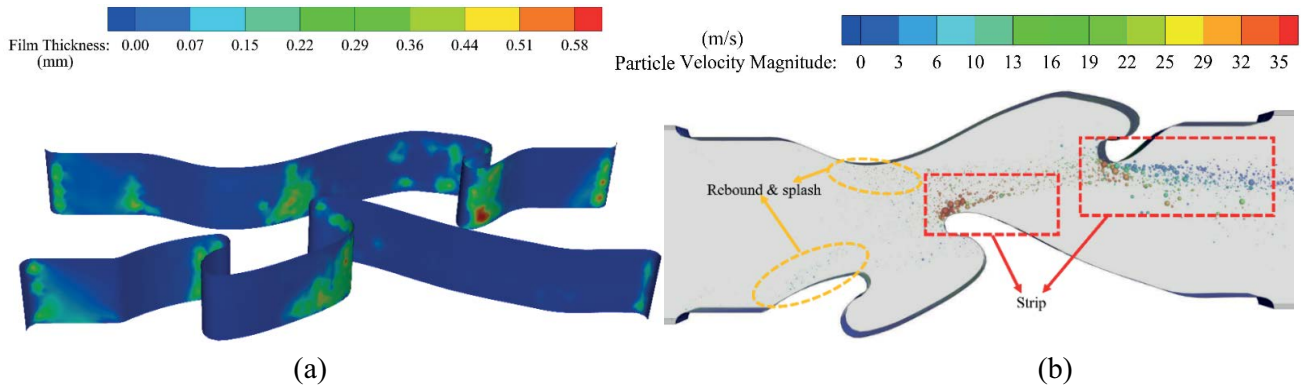 Film Thickness: 0.00 0.07 0.15 0.22 0.29 0.36 0.44 0.51 0.58
(mm)
(m/s)
Particle Velocity Magnitude: 0 3 6 10 13 16 19 22 25 29 32 35
Rebound & splash
Strip
(a)
(b)